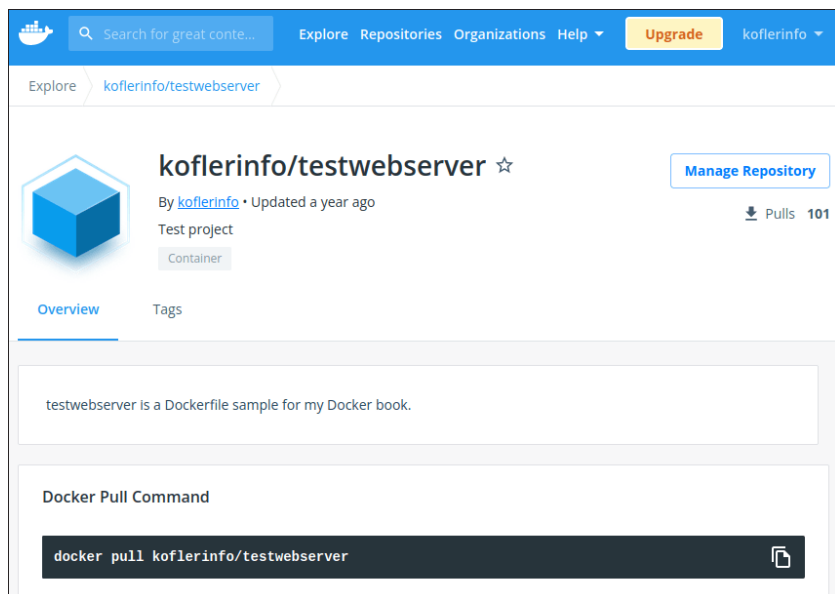 Search for great conte...
Explore Repositories Organizations Help Upgrade koflerinfo
Explore koflerinfo/testwebserver
koflerinfo/testwebserver
Manage Repository
By koflerinfo • Updated a year ago
Pulls 101
Test project
Container
Overview Tags
testwebserver is a Dockerfile sample for my Docker book.
Docker Pull Command
docker pull koflerinfo/testwebserver